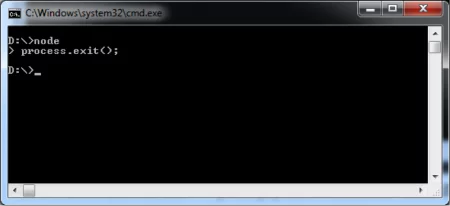 C:\Windows\system32\cmd.exe
D:\>node
> process.exit();
D:\>_